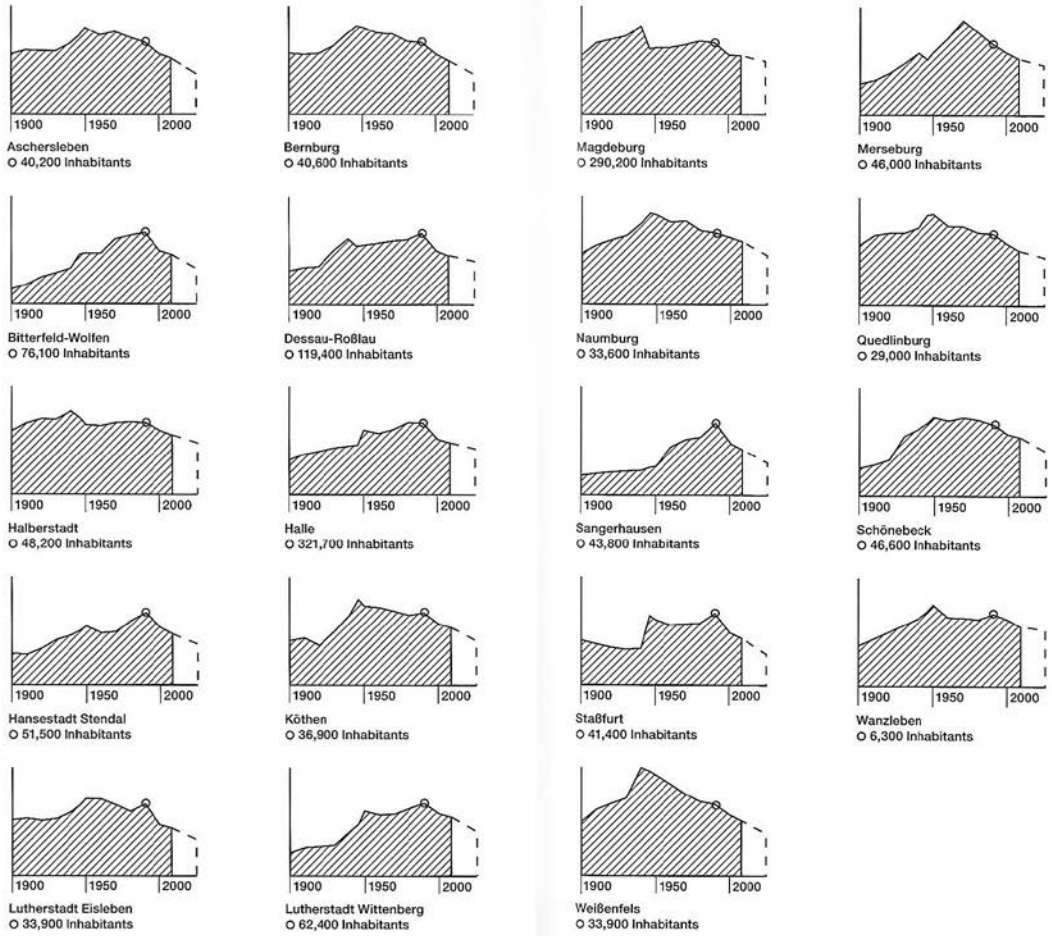 1900 1950 2000
Aschersleben
O 40,200 Inhabitants
1900 1950 2000
Bernburg
O 40,600 Inhabitants
1900 1950 2000
Magdeburg
O 290,200 Inhabitants
1900 1950 2000
Merseburg
O 46,000 Inhabitants
1900 1950 2000
Bitterfeld-Wolfen
O 76,100 Inhabitants
1900 1950 2000
Dessau-Roßlau
O 119,400 Inhabitants
1900 1950 2000
Naumburg
O 33,600 Inhabitants
1900 1950 2000
Quedlinburg
O 29,000 Inhabitants
1900 1950 2000
Halberstadt
O 48,200 Inhabitants
1900 1950 2000
Halle
O 321,700 Inhabitants
1900 1950 2000
Sangerhausen
O 43,800 Inhabitants
1900 1950 2000
Schönebeck
O 46,600 Inhabitants
1900 1950 2000
Hansestadt Stendal
O 51,500 Inhabitants
1900 1950 2000
Köthen
O 36,900 Inhabitants
1900 1950 2000
Staßfurt
O 41,400 Inhabitants
1900 1950 2000
Wanzleben
O 6,300 Inhabitants
1900 1950 2000
Lutherstadt Eisleben
O 33,900 Inhabitants
1900 1950 2000
Lutherstadt Wittenberg
O 62,400 Inhabitants
1900 1950 2000
Weißenfels
O 33,900 Inhabitants